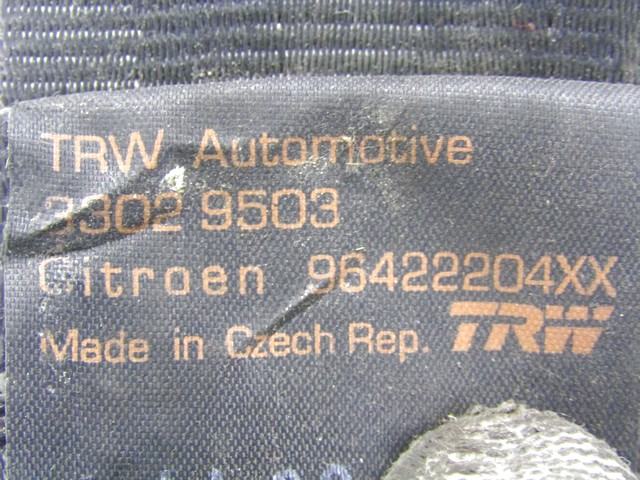 TRW Automotive
3302 9503
Citroen 96422204XX
Made in Czech Rep. TRW